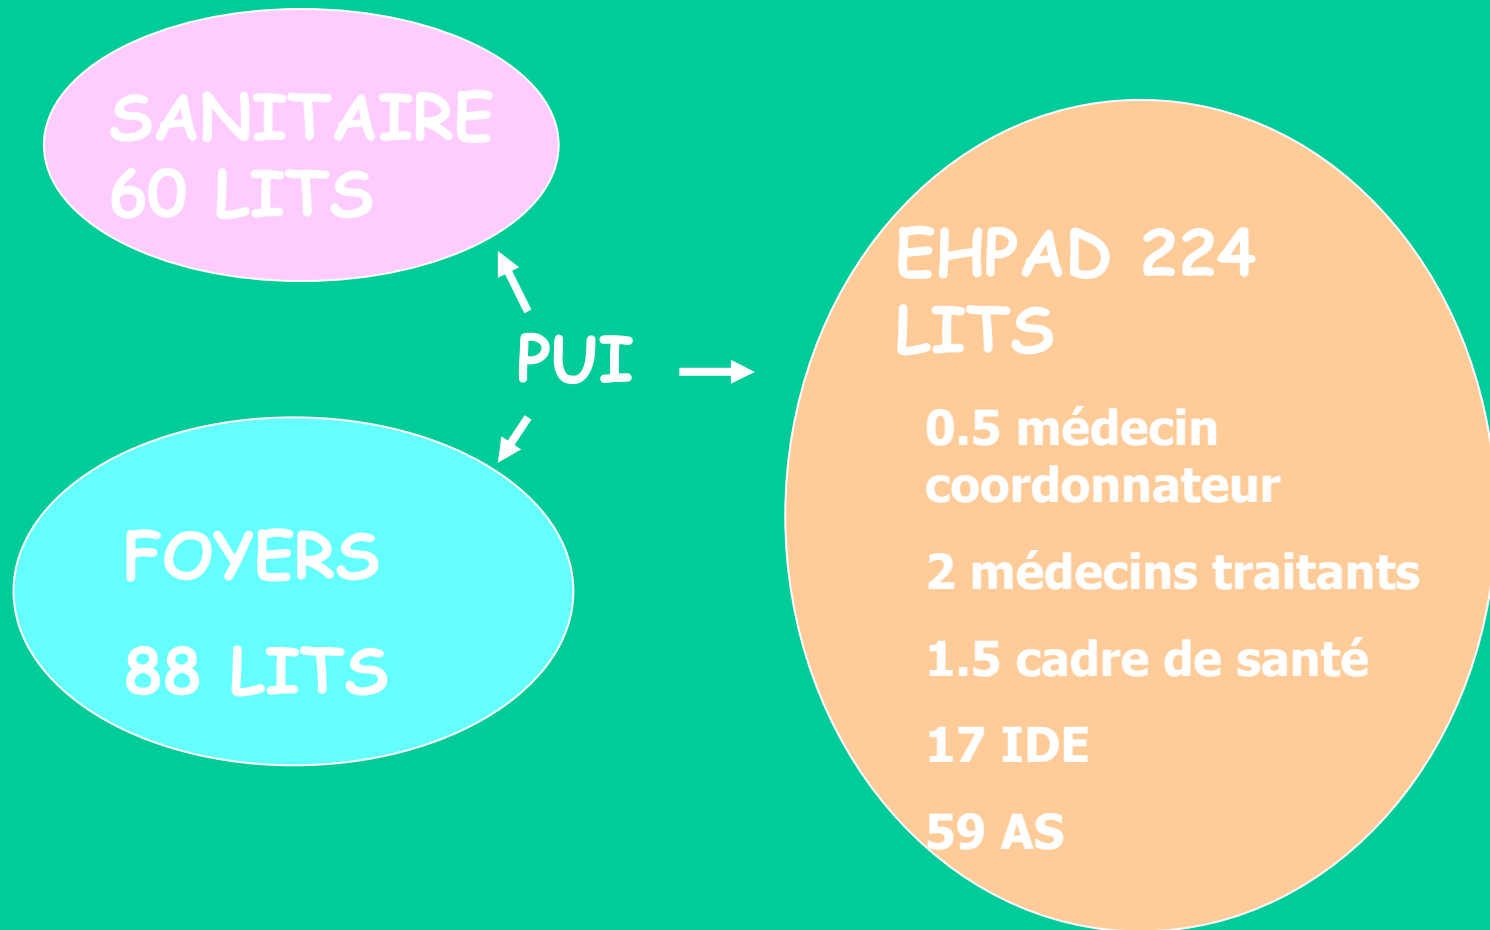 SANITAIRE
60 LITS
PUI
FOYERS
88 LITS
EHPAD 224
LITS
0.5 médecin
coordonnateur
2 médecins traitants
1.5 cadre de santé
17 IDE
59 AS